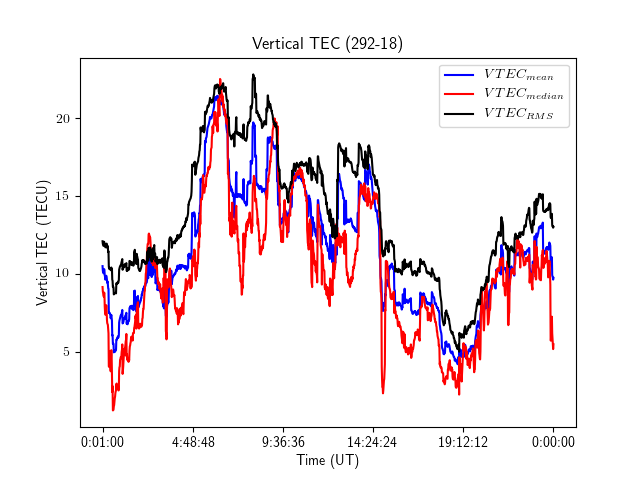 Vertical TEC (292-18)
VTEC_mean
VTEC_median
VTEC_RMS
Vertical TEC (TECU)
20
15
10
5
0:01:00 4:48:48 9:36:36 14:24:24 19:12:12 0:00:00
Time (UT)